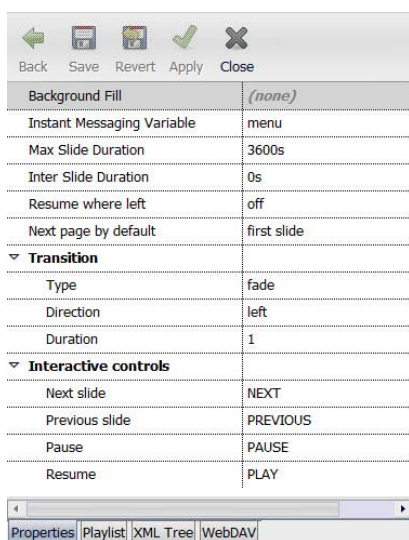 Back Save Revert Apply Close
Background Fill (none)
Instant Messaging Variable menu
Max Slide Duration 3600s
Inter Slide Duration 0s
Resume where left off
Next page by default first slide
Transition
Type fade
Direction left
Duration 1
Interactive controls
Next slide NEXT
Previous slide PREVIOUS
Pause PAUSE
Resume PLAY
Properties Playlist XML Tree WebDAV